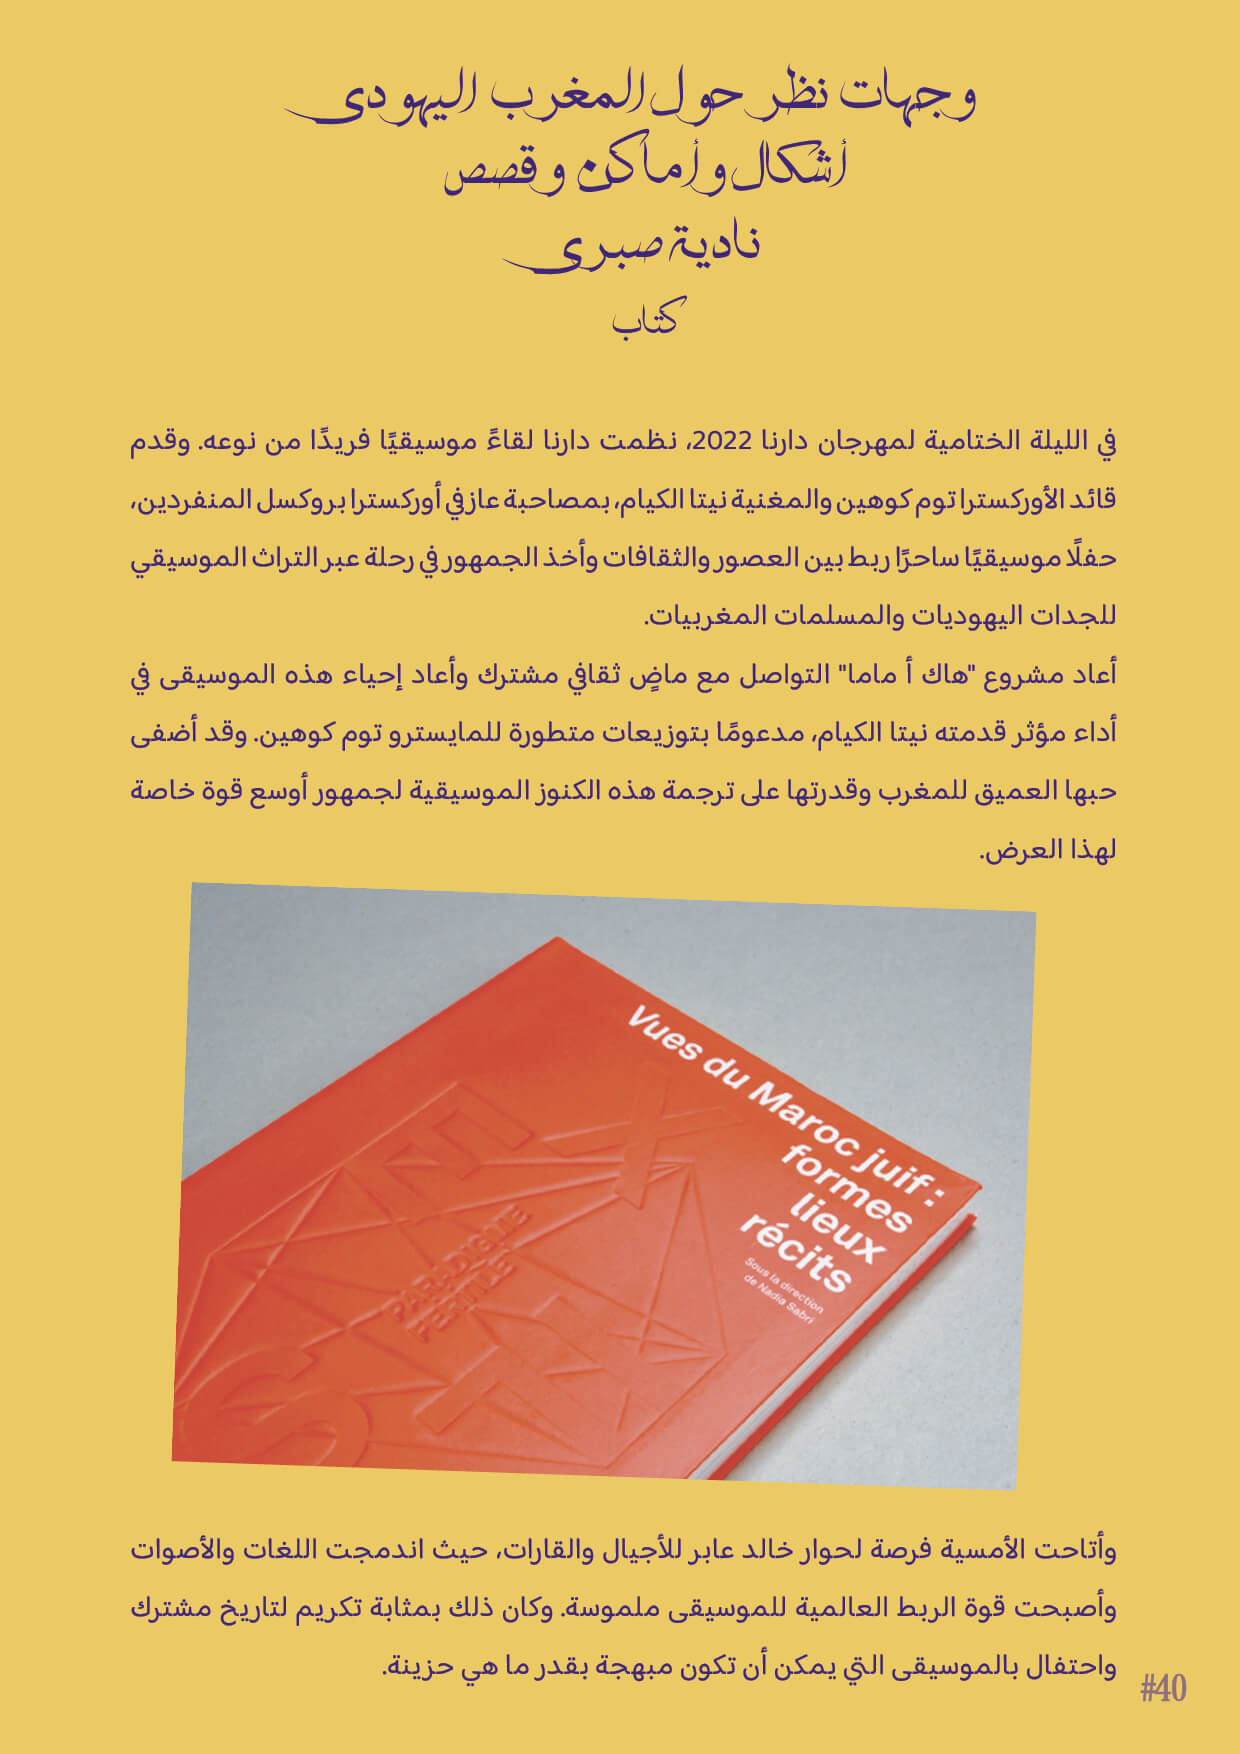 وجهات نظر حول المغرب اليهودي
أشكال وأماكن وقصص
نادية صبري
كتاب
في الليلة الختامية لمهرجان دارنا 2022، نظمت دارنا لقاءً موسيقيًا فريدًا من نوعه. وقدم
قائد الأوركسترا توم كوهين والمغنية نيتا الكيام، بمصاحبة عازفي أوركسترا بروكسل المنفردين،
حفلًا موسيقيًا ساحرًا ربط بين العصور والثقافات وأخذ الجمهور في رحلة عبر التراث الموسيقي
للجدات اليهوديات والمسلمات المغربيات.
أعاد مشروع "هاك أ ماما" التواصل مع ماضٍ ثقافي مشترك وأعاد إحياء هذه الموسيقى في
أداء مؤثر قدمته نيتا الكيام، مدعومًا بتوزيعات متطورة للمايسترو توم كوهين. وقد أضفى
حبها العميق للمغرب وقدرتها على ترجمة هذه الكنوز الموسيقية لجمهور أوسع قوة خاصة
لهذا العرض.
Vues du Maroc juif :
formes
lieux
récits
Sous la direction
de Nadia Sabri
PARADIGME
FERTILE
وأتاحت الأمسية فرصة لحوار خالد عابر للأجيال والقارات، حيث اندمجت اللغات والأصوات
وأصبحت قوة الربط العالمية للموسيقى ملموسة. وكان ذلك بمثابة تكريم لتاريخ مشترك
واحتفال بالموسيقى التي يمكن أن تكون مبهجة بقدر ما هي حزينة.
#40